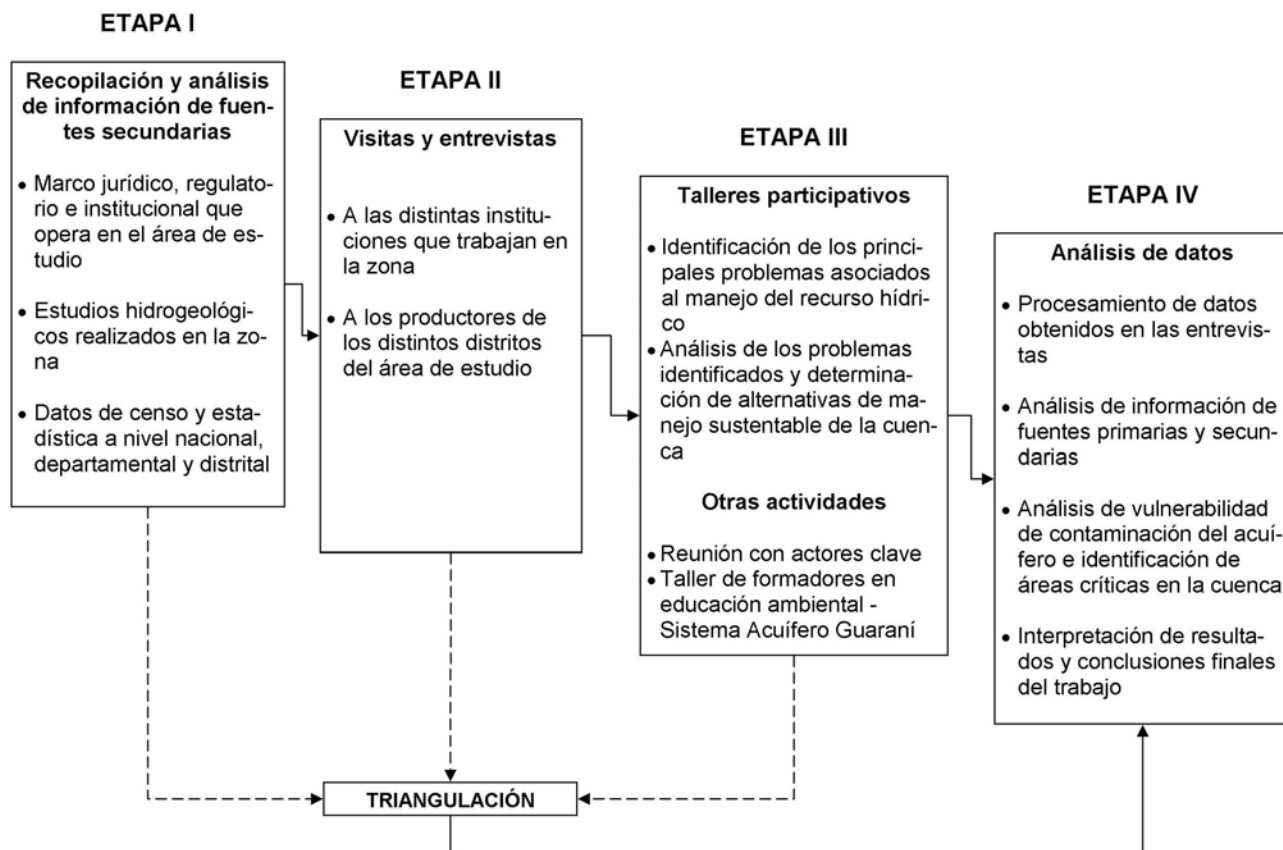 ETAPA I
Recopilación y análisis
de información de fuen-
tes secundarias
• Marco jurídico, regulato-
rio e institucional que
opera en el área de es-
tudio
• Estudios hidrogeológi-
cos realizados en la zo-
na
• Datos de censo y esta-
dística a nivel nacional,
departamental y distrital
ETAPA II
Visitas y entrevistas
• A las distintas institu-
ciones que trabajan en
la zona
• A los productores de
los distintos distritos
del área de estudio
ETAPA III
Talleres participativos
• Identificación de los princi-
pales problemas asociados
al manejo del recurso hídri-
co
• Análisis de los problemas
identificados y determina-
ción de alternativas de ma-
nejo sustentable de la cuen-
ca
Otras actividades
• Reunión con actores clave
• Taller de formadores en
educación ambiental -
Sistema Acuífero Guaraní
ETAPA IV
Análisis de datos
• Procesamiento de datos
obtenidos en las entrevis-
tas
• Análisis de información de
fuentes primarias y secun-
darias
• Análisis de vulnerabilidad
de contaminación del acuí-
fero e identificación de
áreas críticas en la cuenca
• Interpretación de resulta-
dos y conclusiones finales
del trabajo
TRIANGULACIÓN